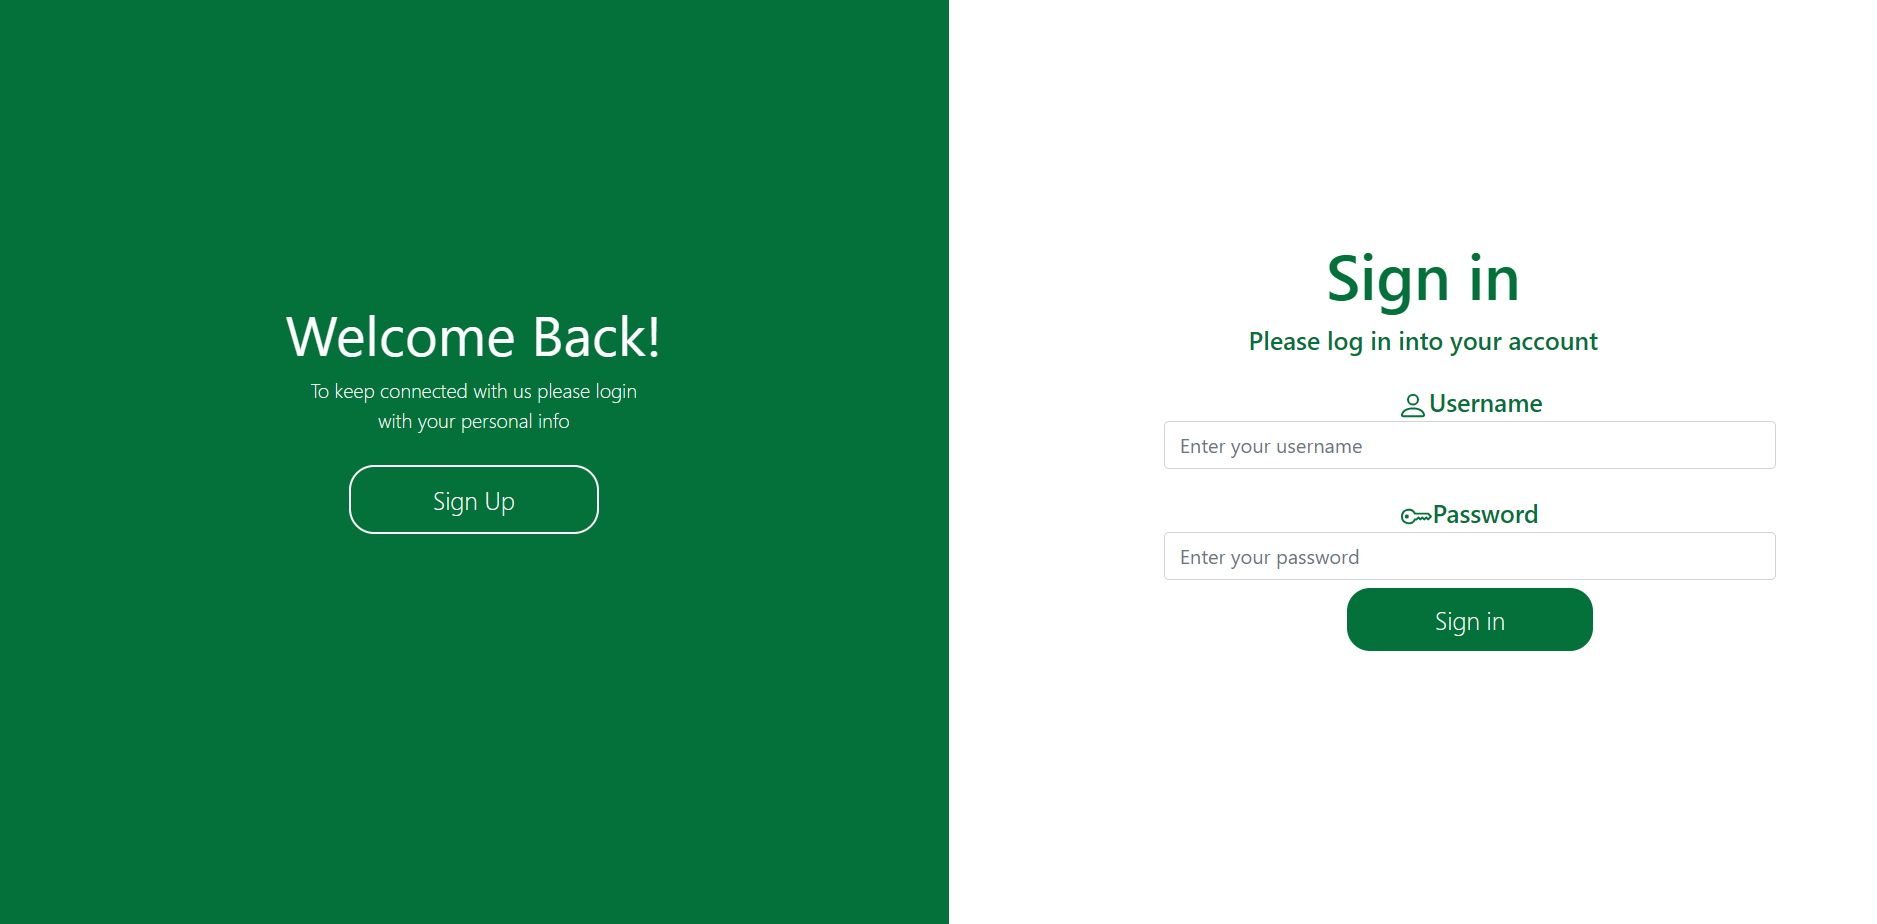 Welcome Back!
To keep connected with us please login
with your personal info
Sign Up
Sign in
Please log in into your account
Username
Enter your username
Password
Enter your password
Sign in